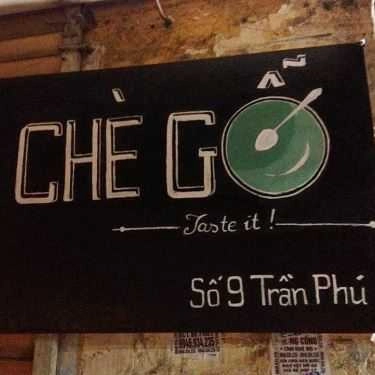 CHÈ GỖ
Taste it!
Số 9 Trần Phú